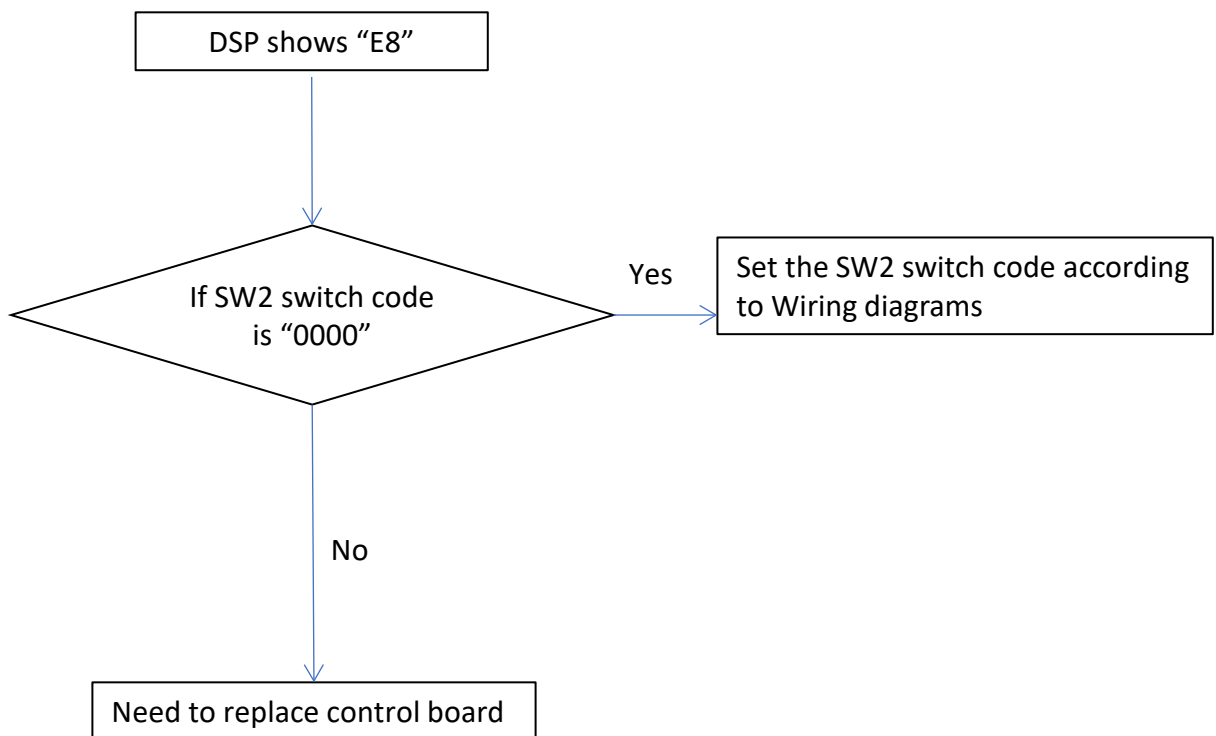 DSP shows “E8”
If SW2 switch code
is “0000”
Yes
Set the SW2 switch code according
to Wiring diagrams
No
Need to replace control board